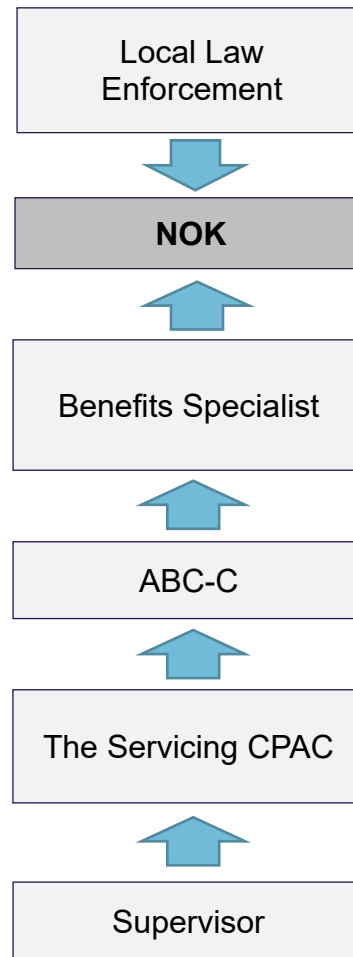 Local Law
Enforcement
NOK
Benefits Specialist
ABC-C
The Servicing CPAC
Supervisor